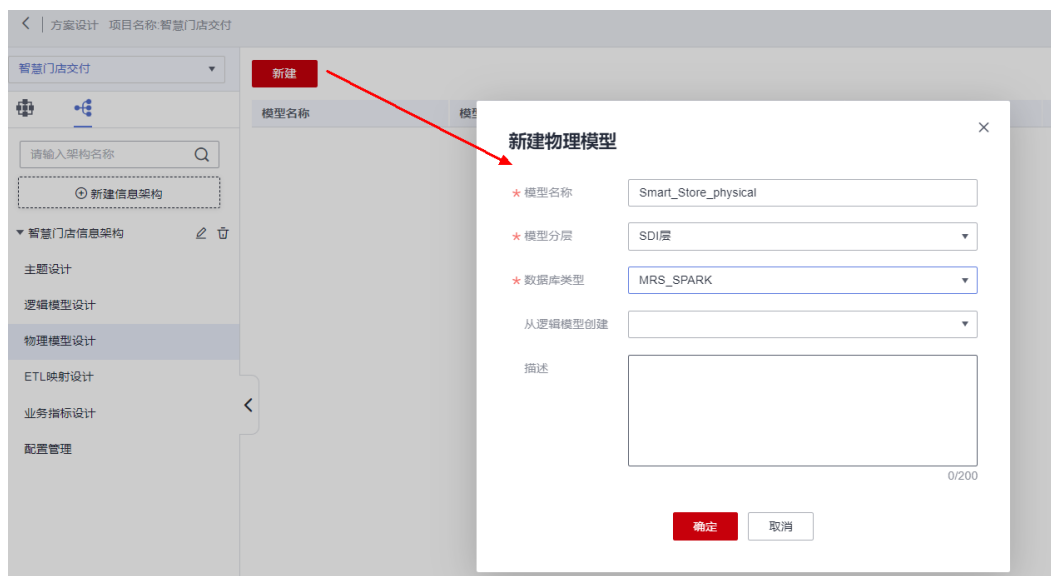 方案设计 项目名称:智慧门店交付
智慧门店交付
新建
模型名称
请输入架构名称
新建信息架构
智慧门店信息架构
主题设计
逻辑模型设计
物理模型设计
ETL映射设计
业务指标设计
配置管理
新建物理模型
* 模型名称 Smart_Store_physical
* 模型分层 SDI层
* 数据库类型 MRS_SPARK
从逻辑模型创建
描述
0/200
确定 取消